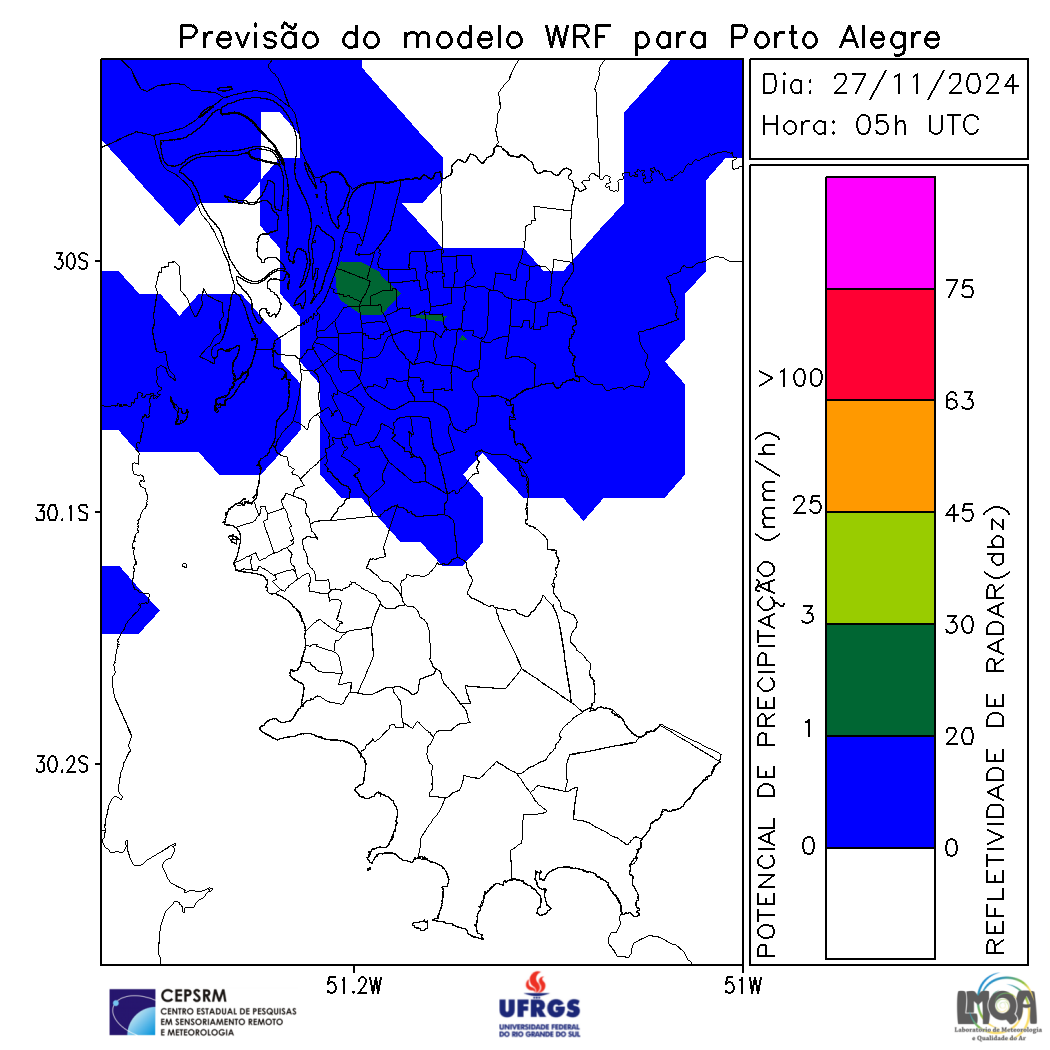 Previsão do modelo WRF para Porto Alegre
Dia: 27/11/2024
Hora: 05h UTC
30S
30.1S
30.2S
51.2W
51W
POTENCIAL DE PRECIPITAÇÃO (mm/h)
>100
25
3
1
0
75
63
45
30
20
0
REFLETIVIDADE DE RADAR(dbz)
CEPSRM
CENTRO ESTADUAL DE PESQUISAS
EM SENSORIAMENTO REMOTO
E METEOROLOGIA
UFRGS
UNIVERSIDADE FEDERAL
DO RIO GRANDE DO SUL
LMQA
Laboratório de Meteorologia
e Qualidade do Ar